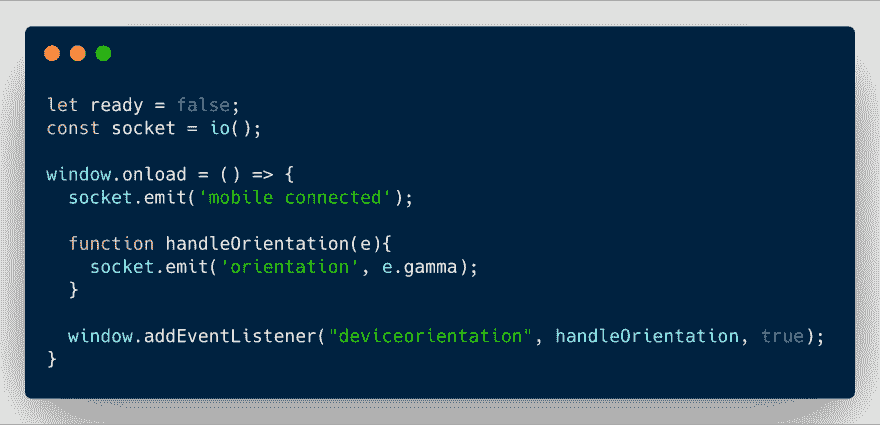 let ready = false;
const socket = io();
window.onload = () => {
socket.emit('mobile connected');
function handleOrientation(e){
socket.emit('orientation', e.gamma);
}
window.addEventListener("deviceorientation", handleOrientation, true);
}